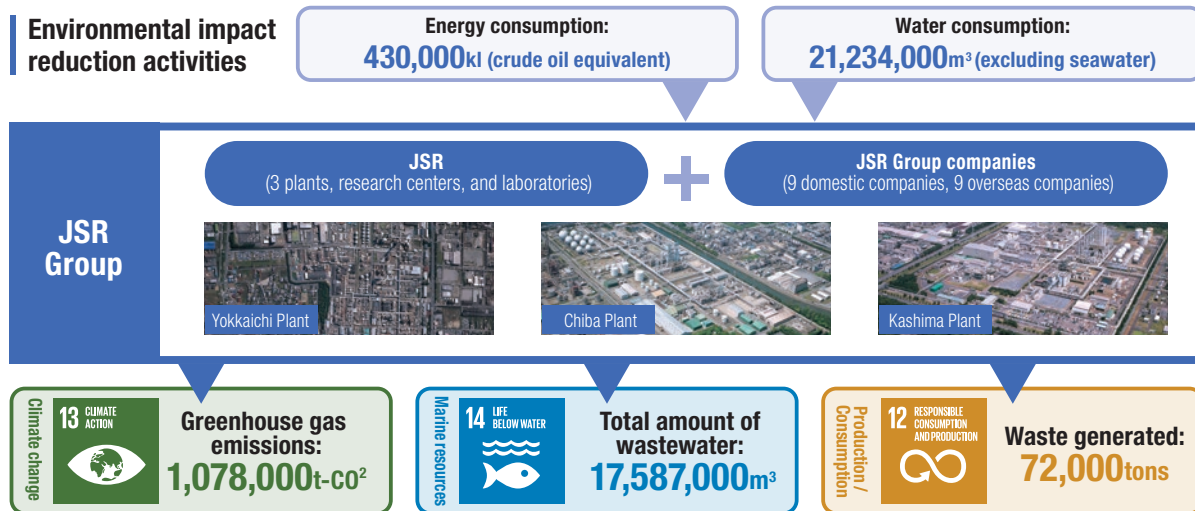 Environmental impact
reduction activities
Energy consumption:
430,000kl (crude oil equivalent)
Water consumption:
21,234,000m³ (excluding seawater)
JSR
Group
JSR
(3 plants, research centers, and laboratories)
+
JSR Group companies
(9 domestic companies, 9 overseas companies)
Yokkaichi Plant
Chiba Plant
Kashima Plant
Climate change
13 CLIMATE
ACTION
Greenhouse gas
emissions:
1,078,000t-CO²
Marine resources
14 LIFE
BELOW WATER
Total amount of
wastewater:
17,587,000m³
Production /
Consumption
12 RESPONSIBLE
CONSUMPTION
AND PRODUCTION
Waste generated:
72,000tons